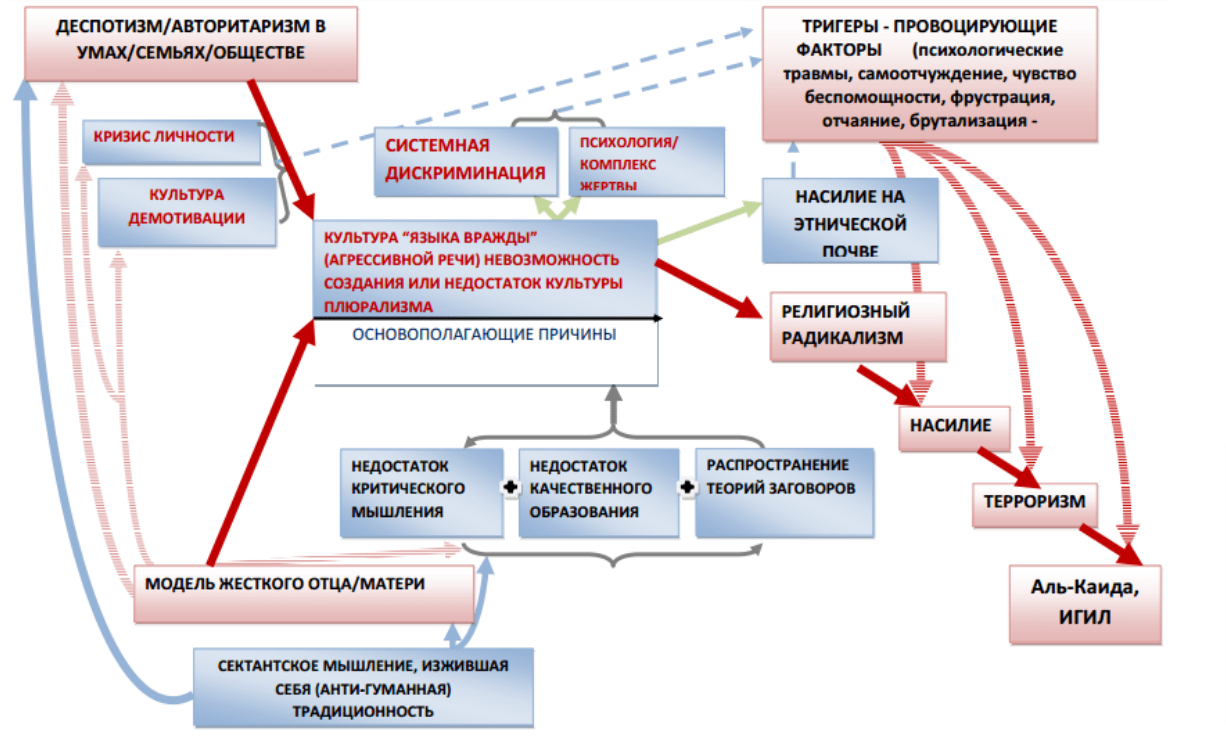 ДЕСПОТИЗМ/АВТОРИТАРИЗМ В
УМАХ/СЕМЬЯХ/ОБЩЕСТВЕ
ТРИГЕРЫ - ПРОВОЦИРУЮЩИЕ
ФАКТОРЫ (психологические
травмы, самоотчуждение, чувство
беспомощности, фрустрация,
отчаяние, брутализация -
КРИЗИС ЛИЧНОСТИ
КУЛЬТУРА
ДЕМОТИВАЦИИ
СИСТЕМНАЯ
ДИСКРИМИНАЦИЯ
ПСИХОЛОГИЯ/
КОМПЛЕКС
ЖЕРТВЫ
НАСИЛИЕ НА
ЭТНИЧЕСКОЙ
ПОЧВЕ
КУЛЬТУРА “ЯЗЫКА ВРАЖДЫ”
(АГРЕССИВНОЙ РЕЧИ) НЕВОЗМОЖНОСТЬ
СОЗДАНИЯ ИЛИ НЕДОСТАТОК КУЛЬТУРЫ
ПЛЮРАЛИЗМА
ОСНОВОПОЛАГАЮЩИЕ ПРИЧИНЫ
РЕЛИГИОЗНЫЙ
РАДИКАЛИЗМ
НАСИЛИЕ
ТЕРРОРИЗМ
Аль-Каида,
ИГИЛ
НЕДОСТАТОК
КРИТИЧЕСКОГО
МЫШЛЕНИЯ
+
НЕДОСТАТОК
КАЧЕСТВЕННОГО
ОБРАЗОВАНИЯ
+
РАСПРОСТРАНЕНИЕ
ТЕОРИЙ ЗАГОВОРОВ
МОДЕЛЬ ЖЕСТКОГО ОТЦА/МАТЕРИ
СЕКТАНТСКОЕ МЫШЛЕНИЕ, ИЗЖИВШАЯ
СЕБЯ (АНТИ-ГУМАННАЯ)
ТРАДИЦИОННОСТЬ